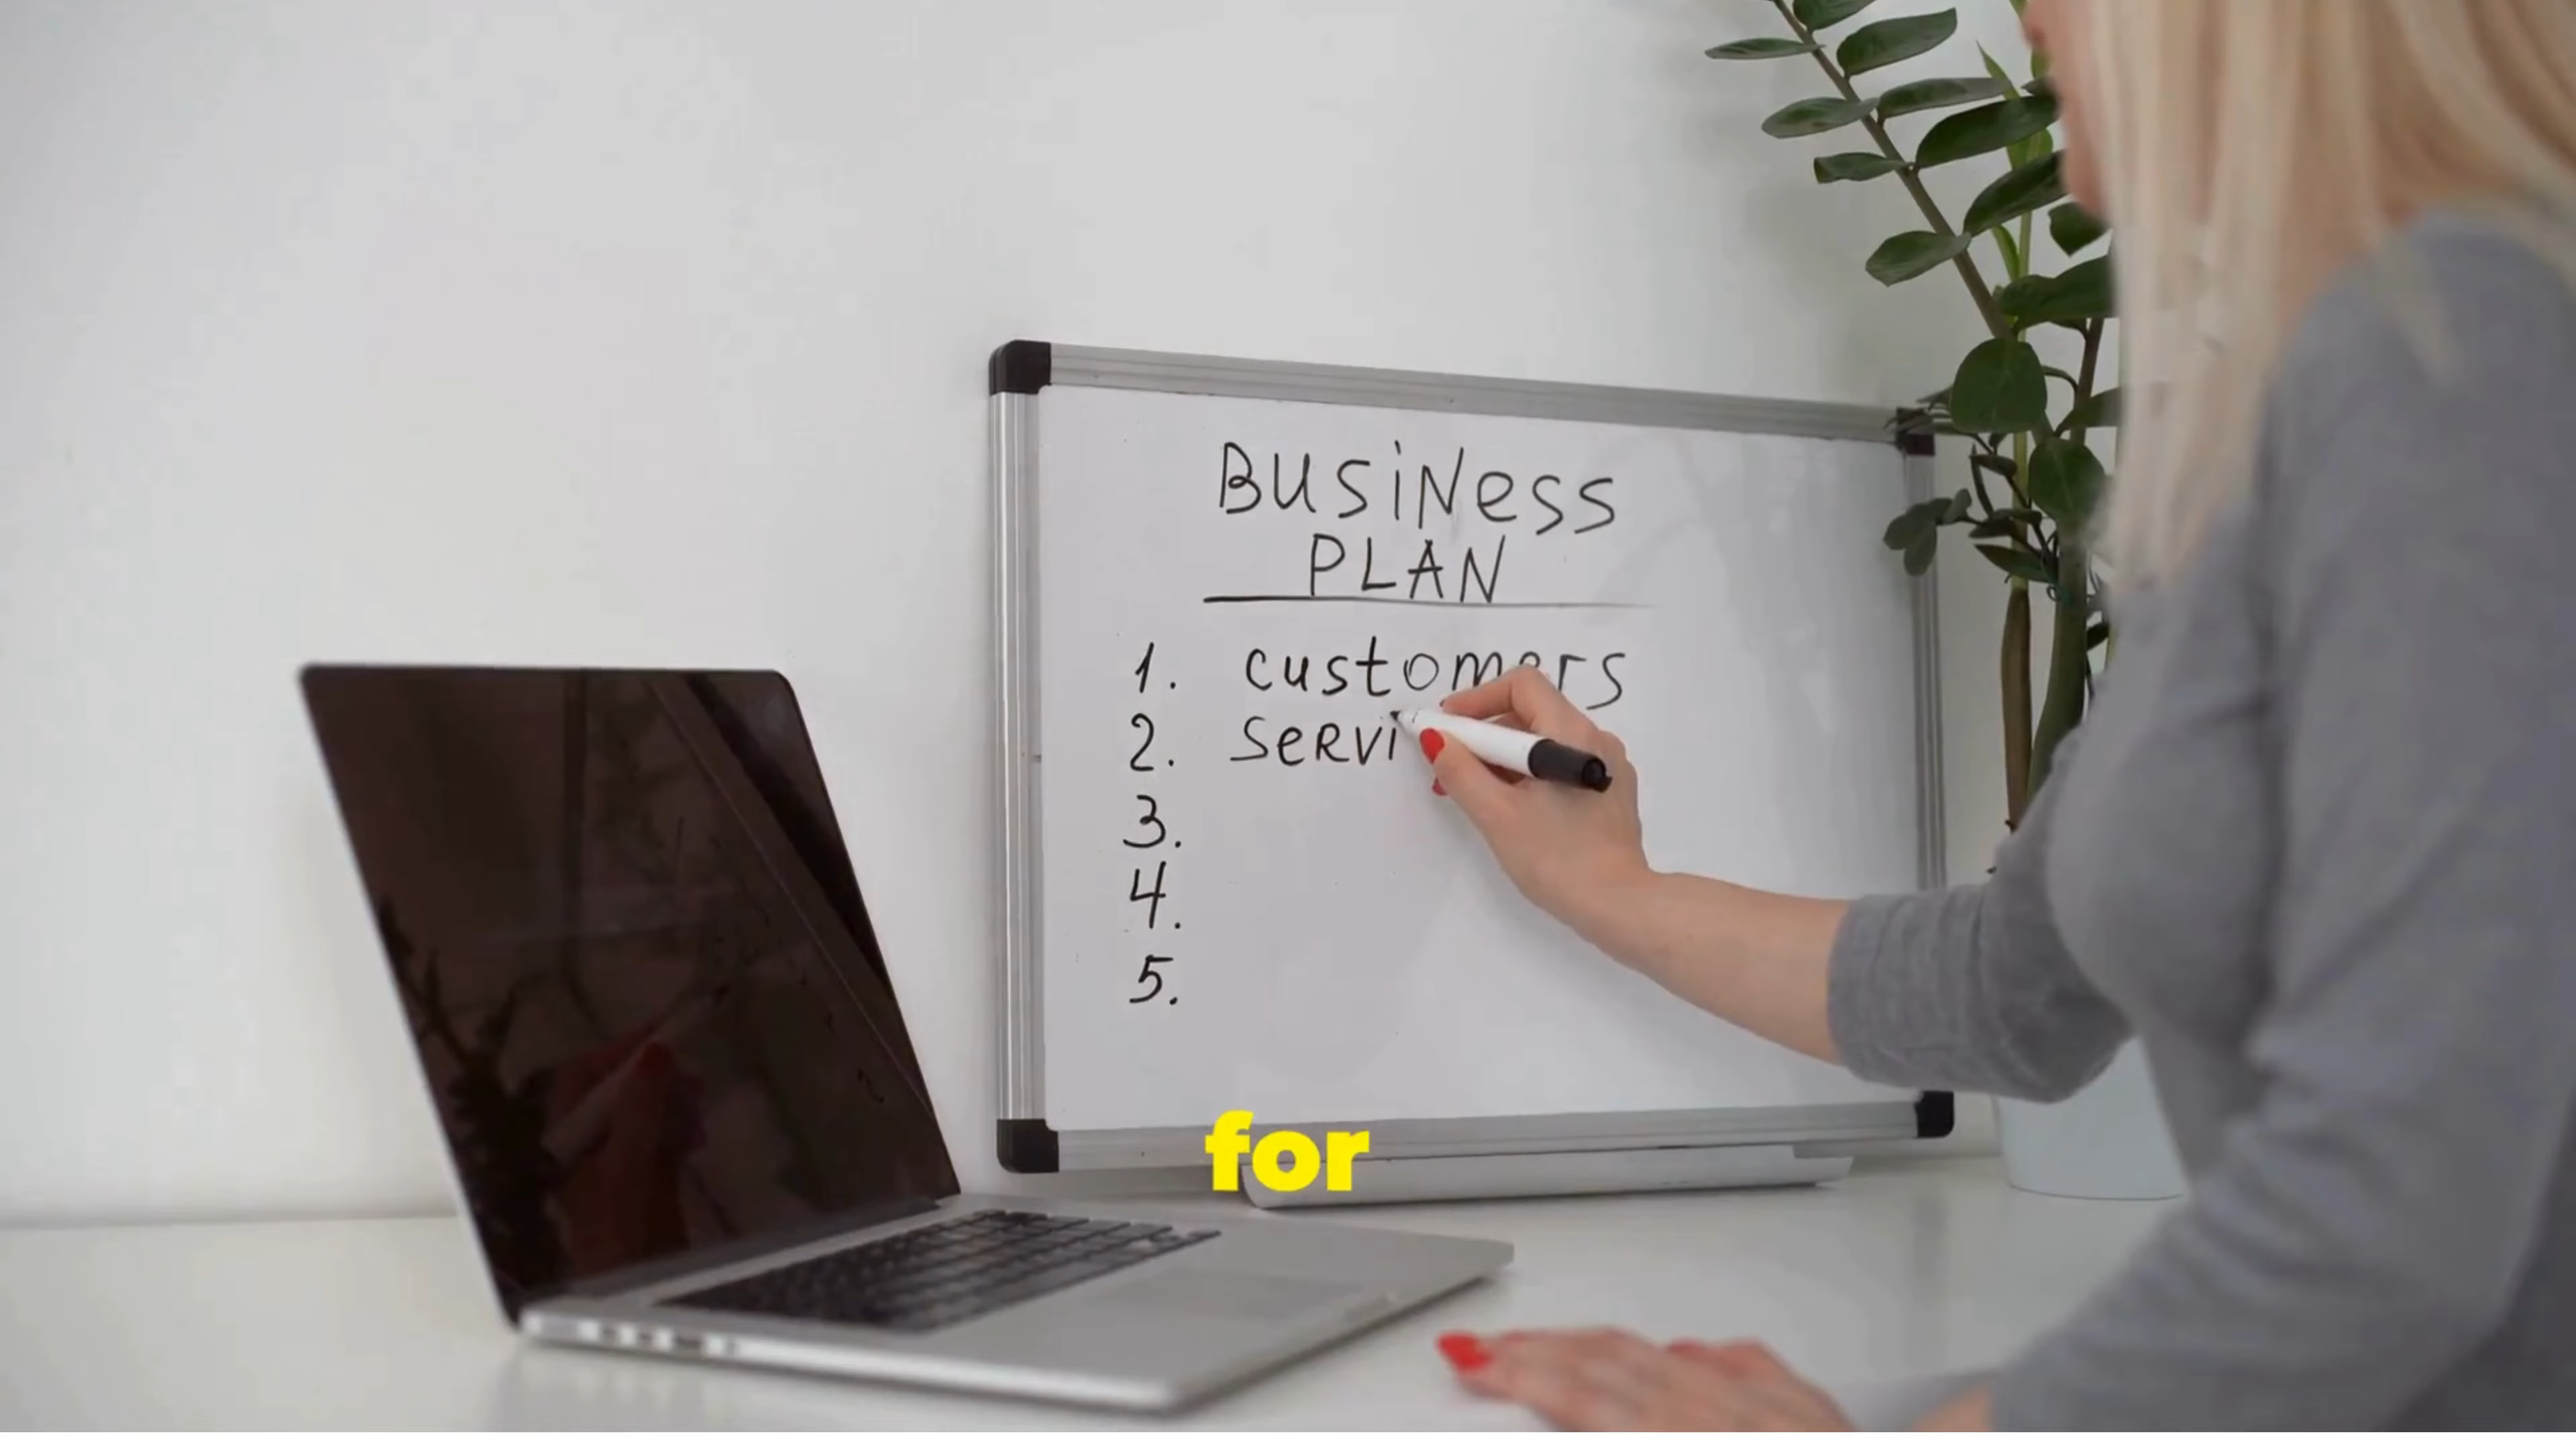 BUSiNeSS
PLAN
1. customers
2. SeRVi
3.
4.
5.
for